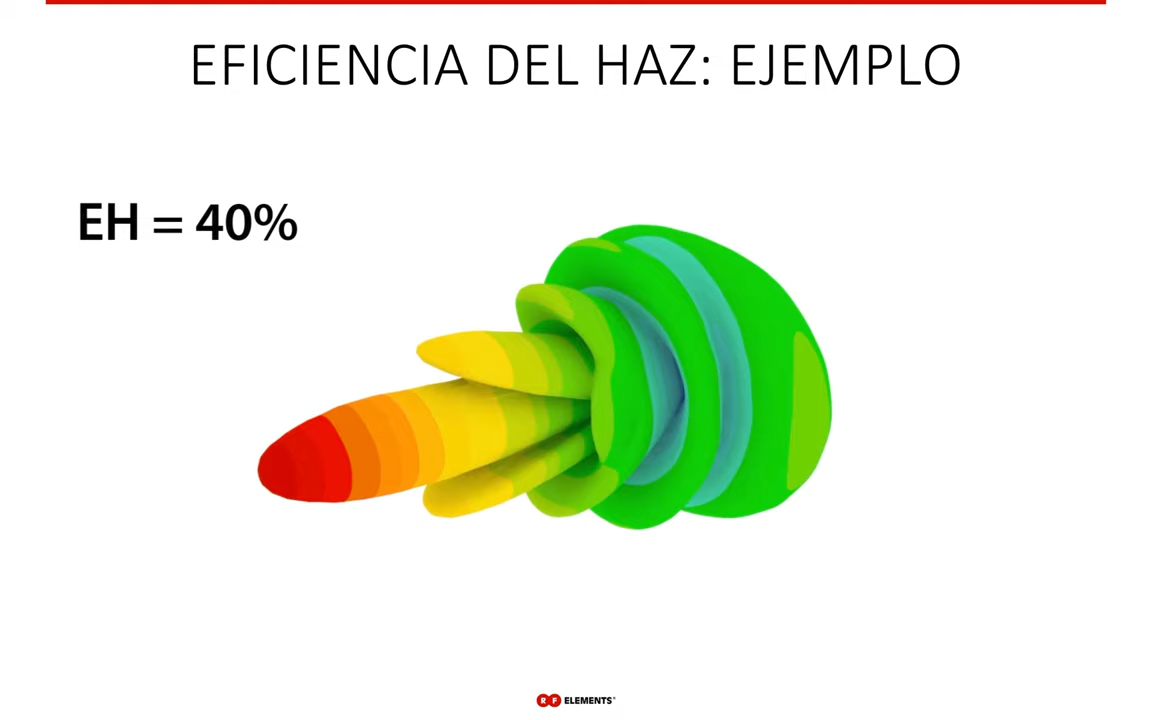 EFICIENCIA DEL HAZ: EJEMPLO
EH = 40%
RF ELEMENTS